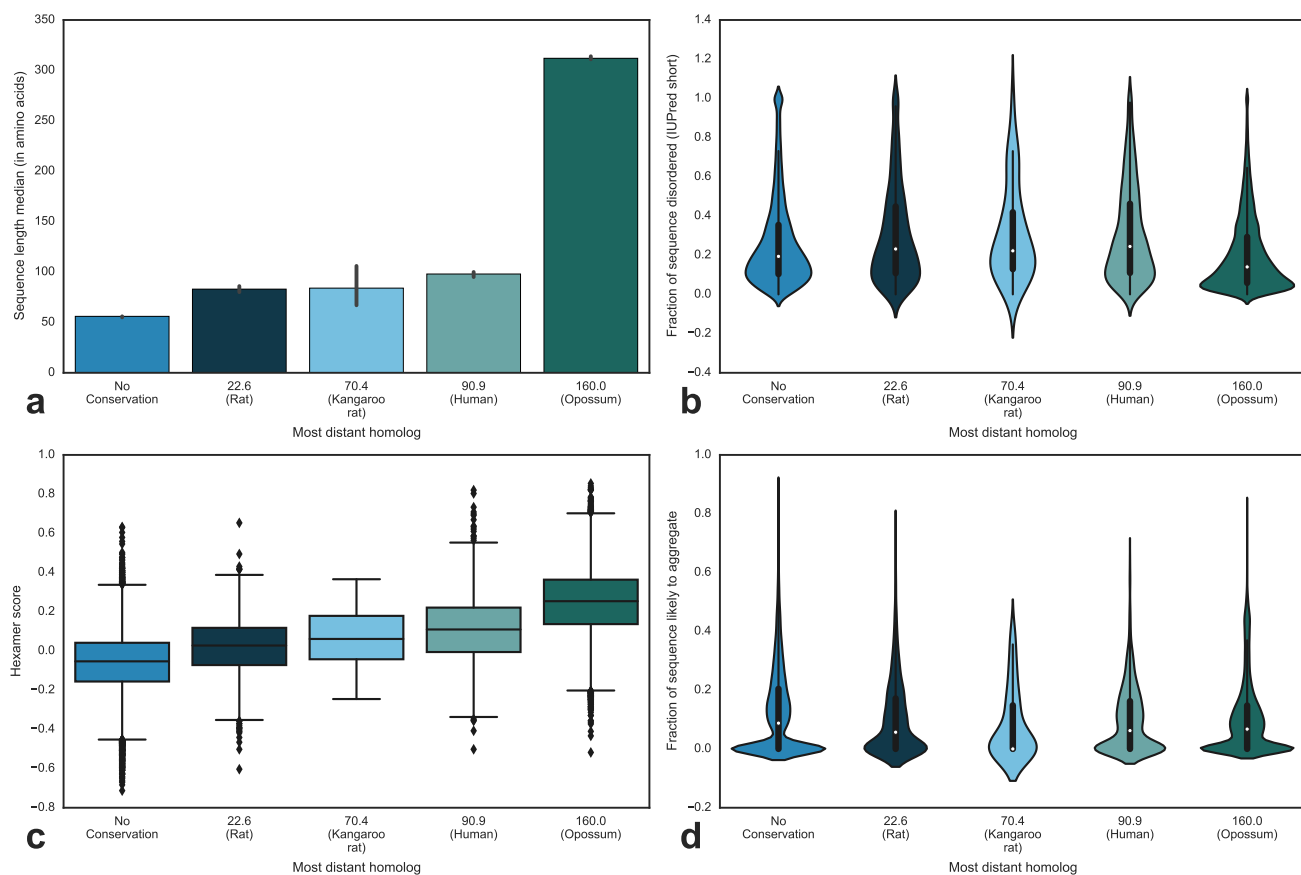 350
300
250
200
150
100
50
0
Sequence length median (in amino acids)
No
Conservation
22.6
(Rat)
70.4
(Kangaroo
rat)
90.9
(Human)
160.0
(Opossum)
Most distant homolog
a
1.4
1.2
1.0
0.8
0.6
0.4
0.2
0.0
−0.2
−0.4
Fraction of sequence disordered (IUPred short)
No
Conservation
22.6
(Rat)
70.4
(Kangaroo
rat)
90.9
(Human)
160.0
(Opossum)
Most distant homolog
b
1.0
0.8
0.6
0.4
0.2
0.0
−0.2
−0.4
−0.6
−0.8
Hexamer score
No
Conservation
22.6
(Rat)
70.4
(Kangaroo
rat)
90.9
(Human)
160.0
(Opossum)
Most distant homolog
c
1.0
0.8
0.6
0.4
0.2
0.0
−0.2
Fraction of sequence likely to aggregate
No
Conservation
22.6
(Rat)
70.4
(Kangaroo
rat)
90.9
(Human)
160.0
(Opossum)
Most distant homolog
d